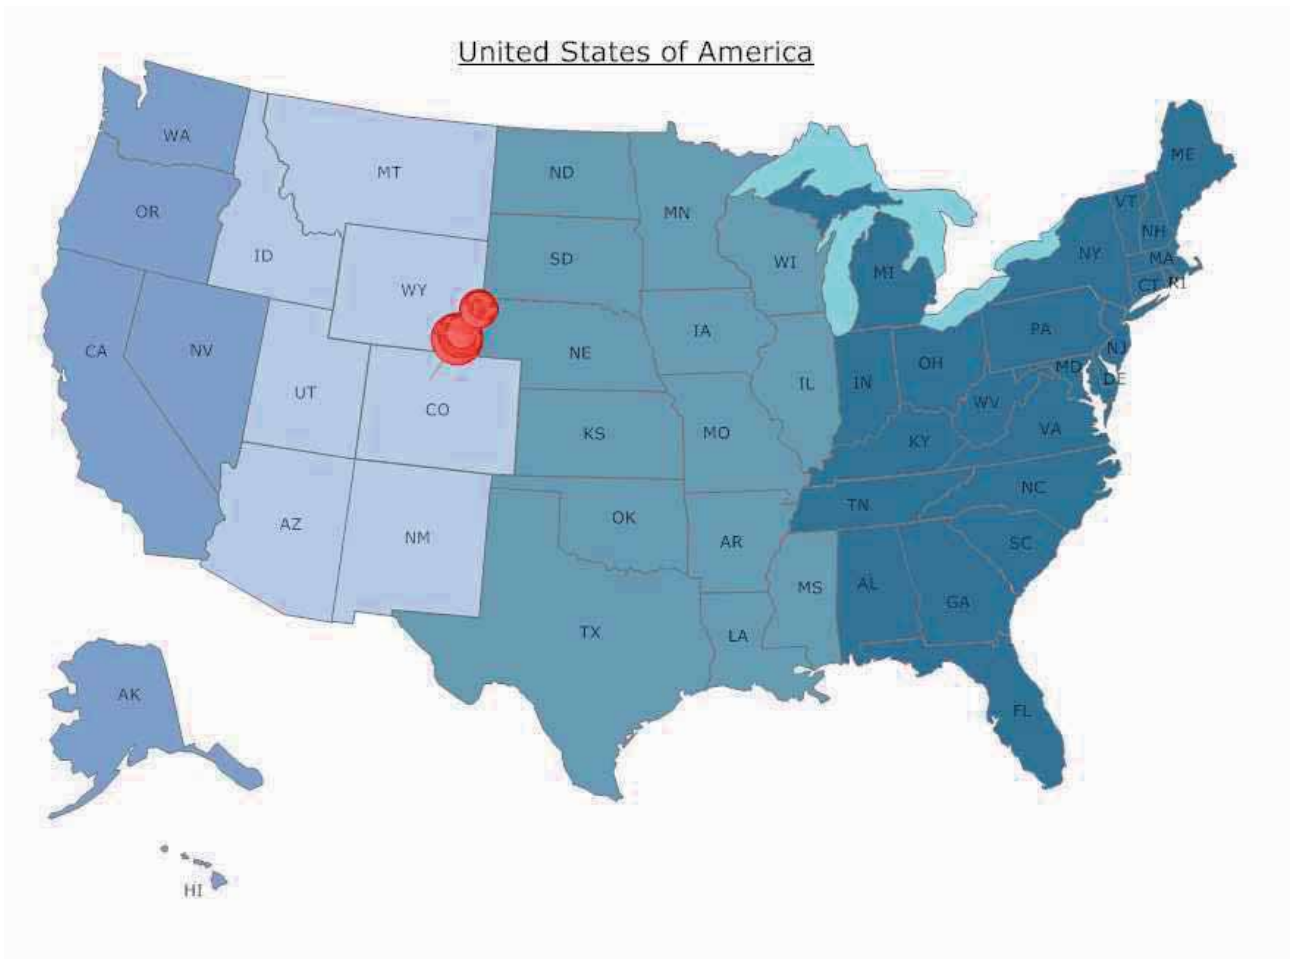 United States of America
WA
MT
ND
MN
ME
OR
ID
SD
WI
MI
VT
NH
NY
MA
CT RI
WY
CA
NV
UT
CO
NE
IA
IL
IN
OH
PA
NJ
MD
DE
WV
VA
KS
MO
KY
NC
TN
SC
AZ
NM
OK
AR
MS
AL
GA
TX
LA
FL
AK
HI